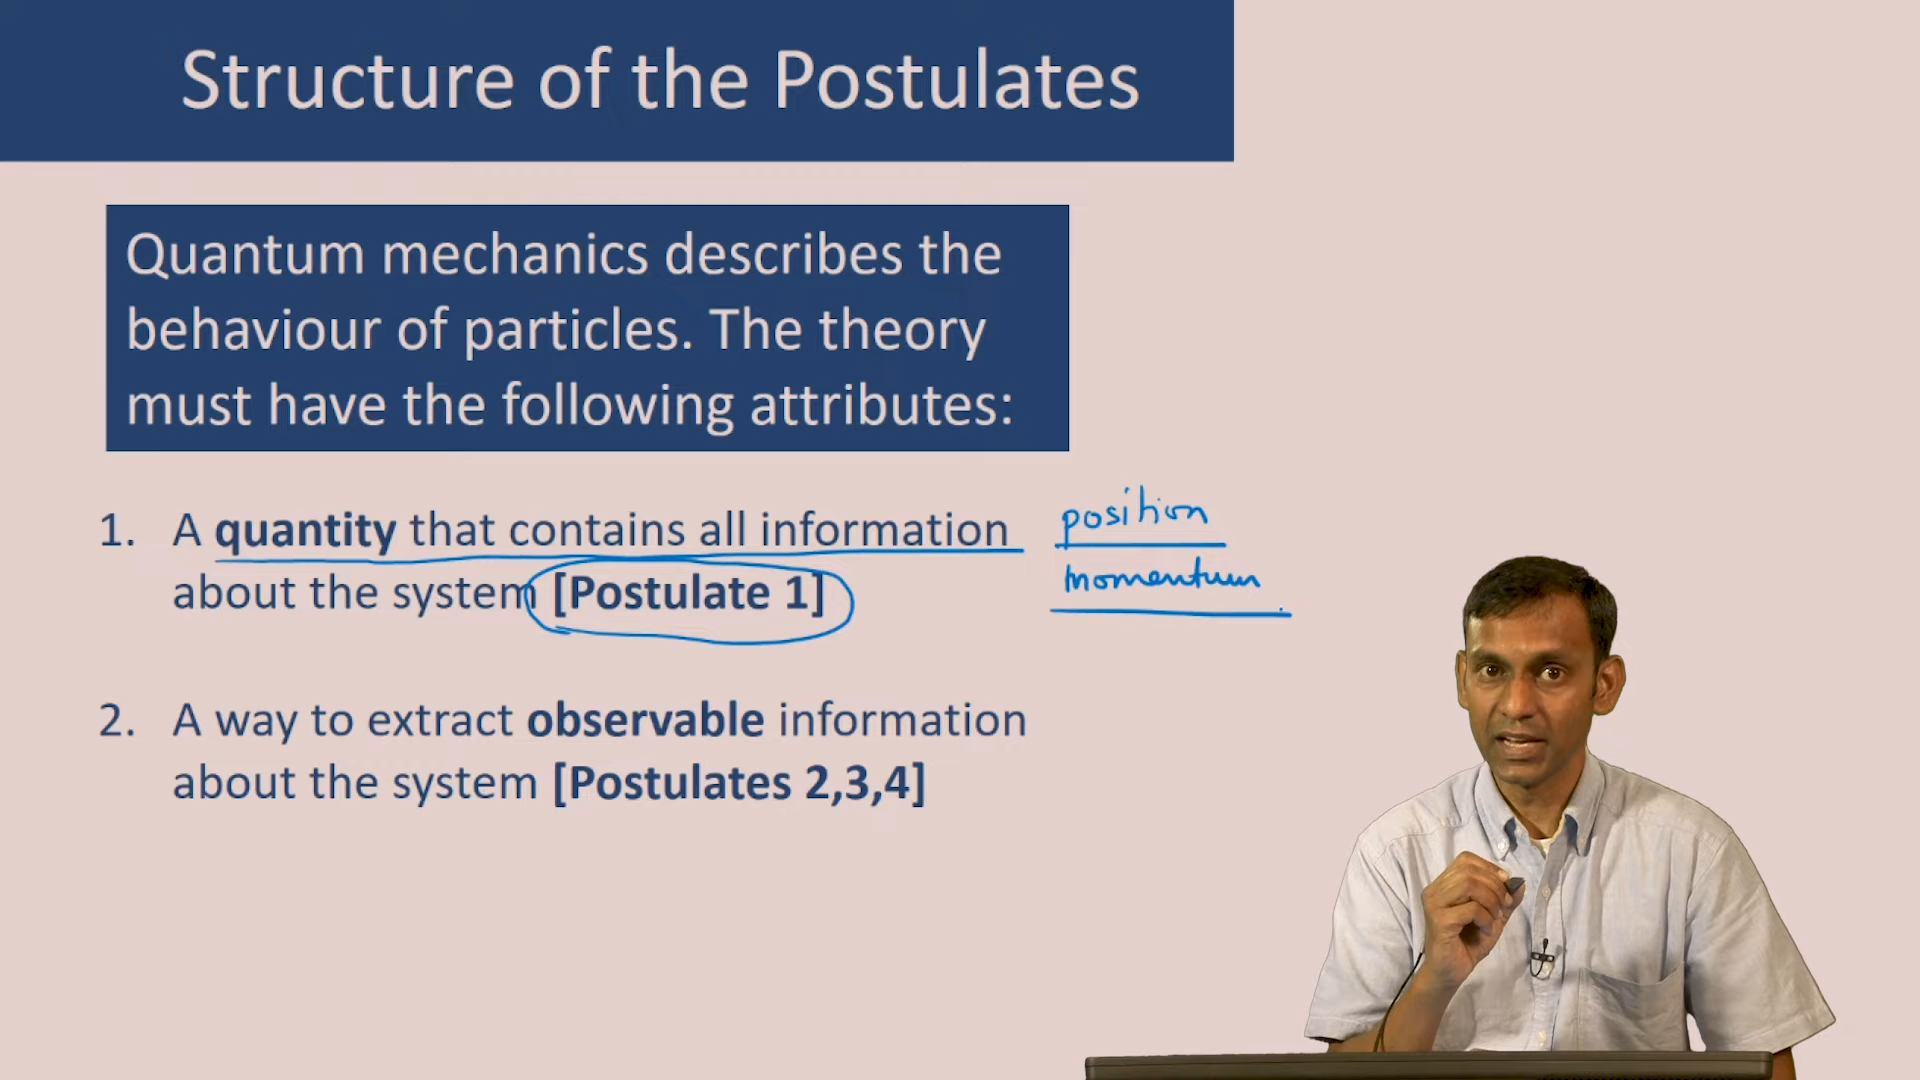 Structure of the Postulates
Quantum mechanics describes the
behaviour of particles. The theory
must have the following attributes:
1. A quantity that contains all information
about the system [Postulate 1]
position
momentum
2. A way to extract observable information
about the system [Postulates 2,3,4]